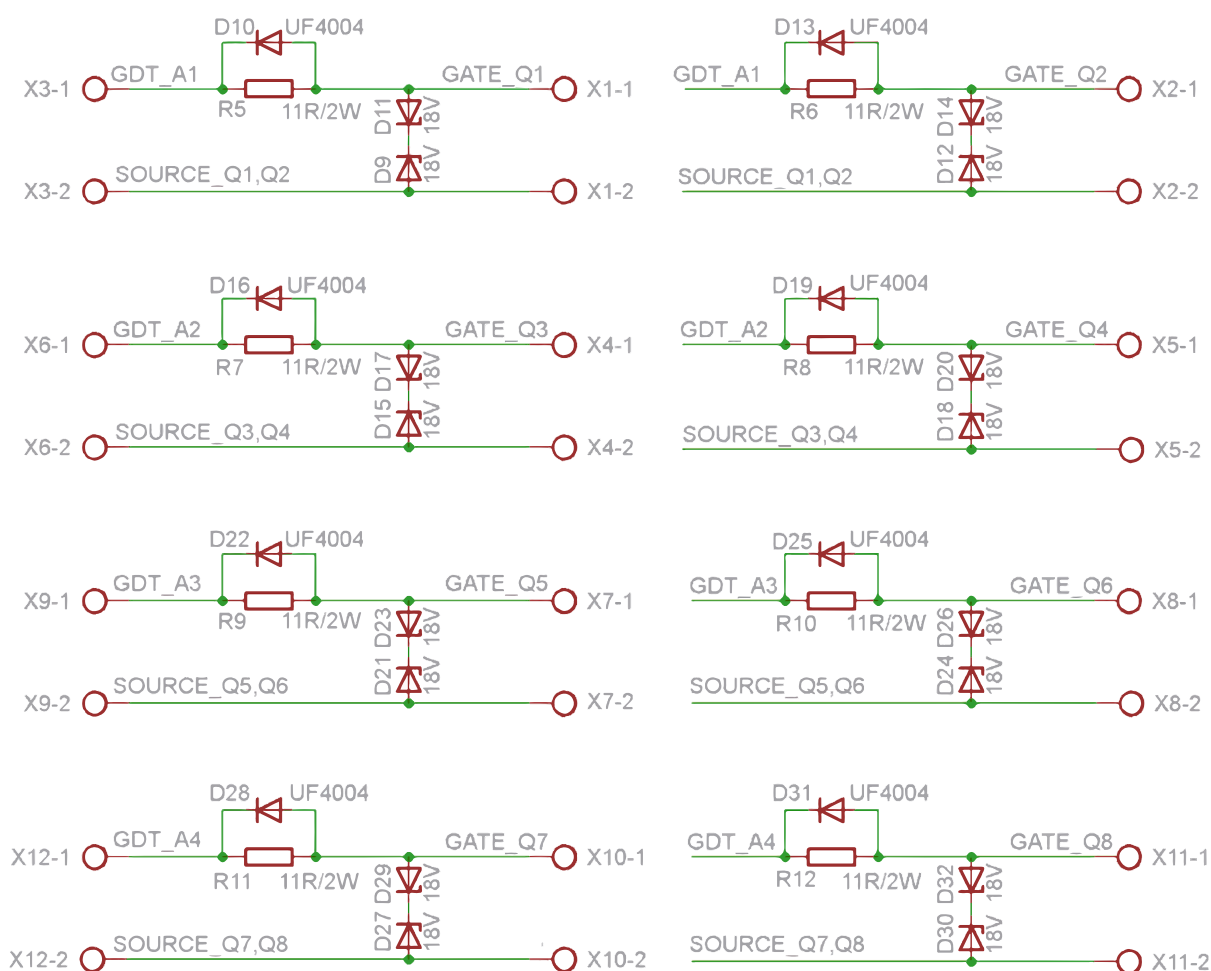 D10 UF4004
D13 UF4004
X3-1 GDT_A1 GATE_Q1 X1-1
GDT_A1 GATE_Q2 X2-1
R5 11R/2W D11 18V
R6 11R/2W D14 18V
D9 18V
D12 18V
X3-2 SOURCE_Q1,Q2 X1-2
SOURCE_Q1,Q2 X2-2
D16 UF4004
D19 UF4004
X6-1 GDT_A2 GATE_Q3 X4-1
GDT_A2 GATE_Q4 X5-1
R7 11R/2W D17 18V
R8 11R/2W D20 18V
D15 18V
D18 18V
X6-2 SOURCE_Q3,Q4 X4-2
SOURCE_Q3,Q4 X5-2
D22 UF4004
D25 UF4004
X9-1 GDT_A3 GATE_Q5 X7-1
GDT_A3 GATE_Q6 X8-1
R9 11R/2W D23 18V
R10 11R/2W D26 18V
D21 18V
D24 18V
X9-2 SOURCE_Q5,Q6 X7-2
SOURCE_Q5,Q6 X8-2
D28 UF4004
D31 UF4004
X12-1 GDT_A4 GATE_Q7 X10-1
GDT_A4 GATE_Q8 X11-1
R11 11R/2W D29 18V
R12 11R/2W D32 18V
D27 18V
D30 18V
X12-2 SOURCE_Q7,Q8 X10-2
SOURCE_Q7,Q8 X11-2